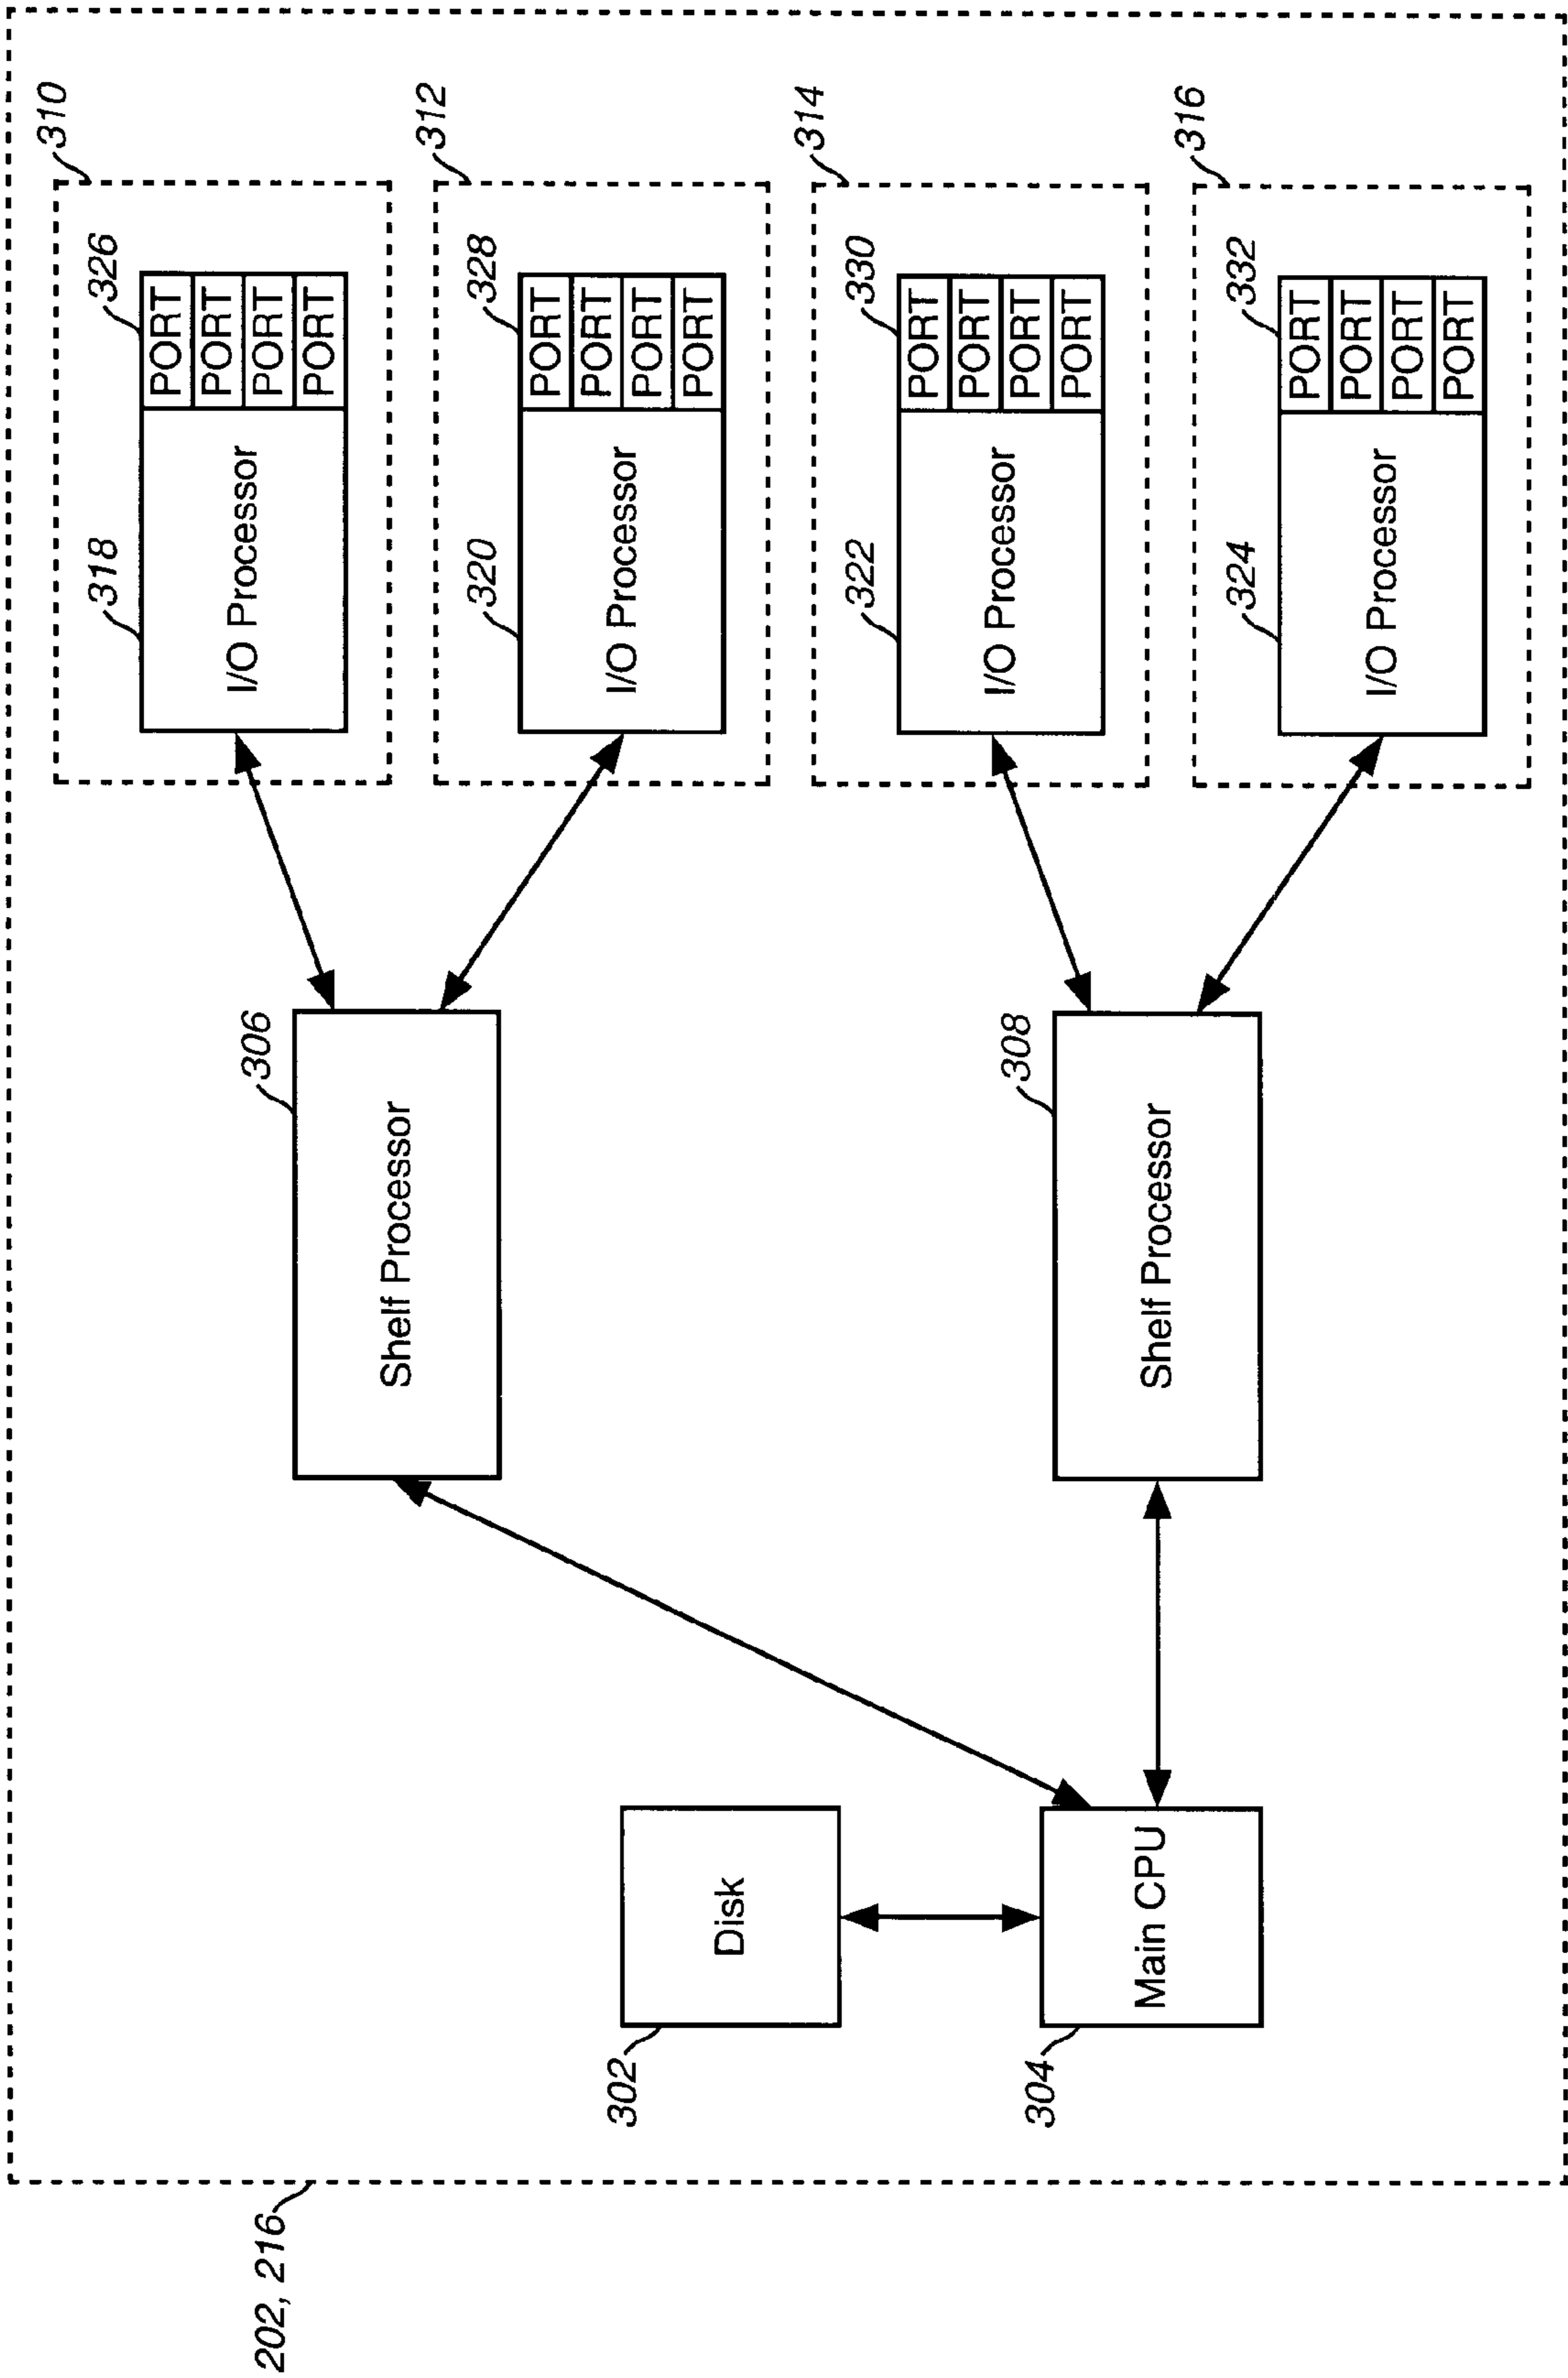 310
326
318
PORT
PORT
PORT
PORT
I/O Processor
312
328
320
PORT
PORT
PORT
PORT
I/O Processor
306
Shelf Processor
314
330
322
PORT
PORT
PORT
PORT
I/O Processor
316
332
324
PORT
PORT
PORT
PORT
I/O Processor
308
Shelf Processor
302
Disk
304
Main CPU
202, 216